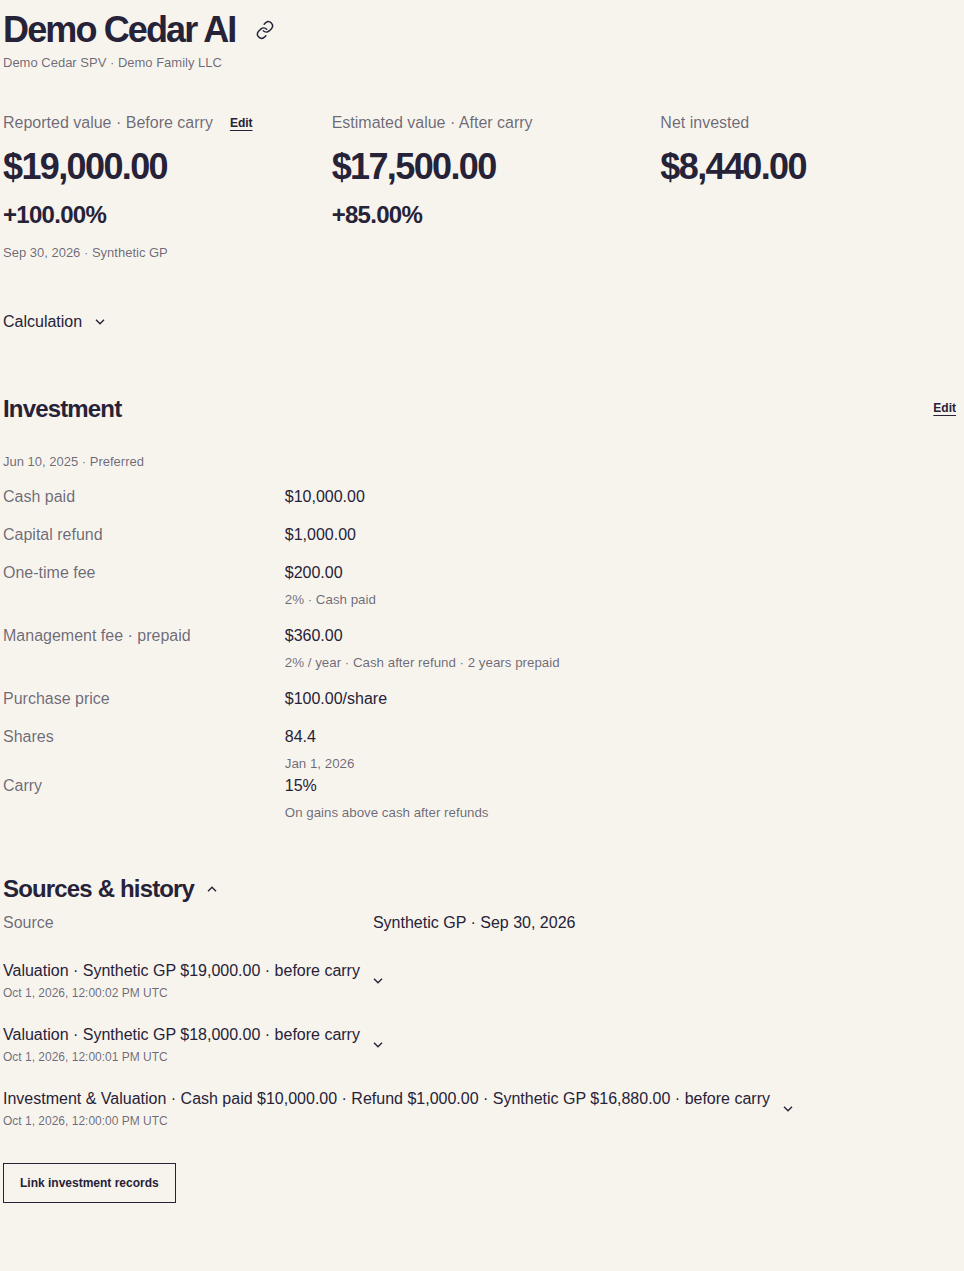 Demo Cedar AI
Demo Cedar SPV · Demo Family LLC
Reported value · Before carry Edit
$19,000.00
+100.00%
Sep 30, 2026 · Synthetic GP
Estimated value · After carry
$17,500.00
+85.00%
Net invested
$8,440.00
Calculation
Investment Edit
Jun 10, 2025 · Preferred
Cash paid $10,000.00
Capital refund $1,000.00
One-time fee $200.00
2% · Cash paid
Management fee · prepaid $360.00
2% / year · Cash after refund · 2 years prepaid
Purchase price $100.00/share
Shares 84.4
Jan 1, 2026
Carry 15%
On gains above cash after refunds
Sources & history
Source Synthetic GP · Sep 30, 2026
Valuation · Synthetic GP $19,000.00 · before carry
Oct 1, 2026, 12:00:02 PM UTC
Valuation · Synthetic GP $18,000.00 · before carry
Oct 1, 2026, 12:00:01 PM UTC
Investment & Valuation · Cash paid $10,000.00 · Refund $1,000.00 · Synthetic GP $16,880.00 · before carry
Oct 1, 2026, 12:00:00 PM UTC
Link investment records